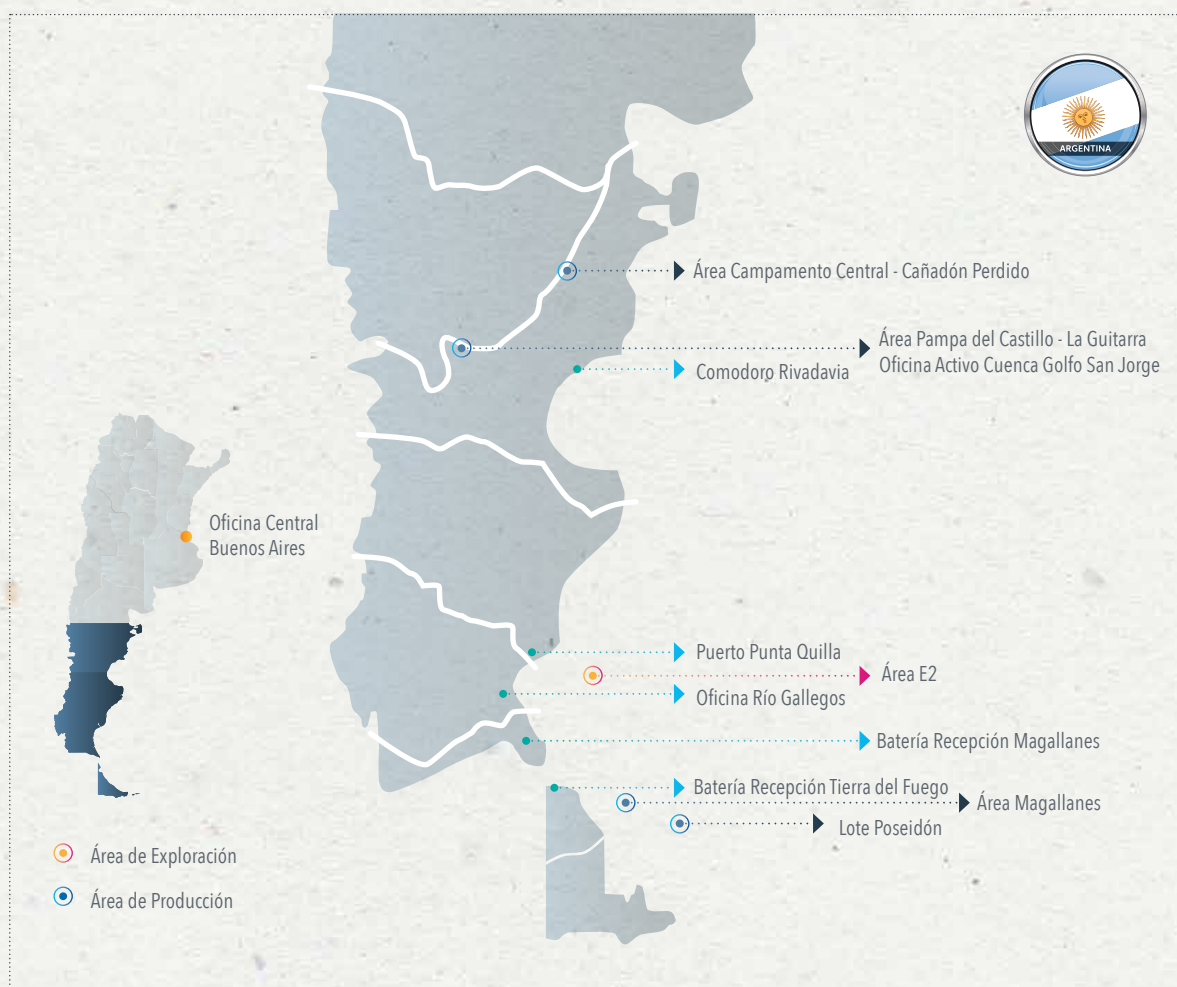 ARGENTINA
Área Campamento Central - Cañadón Perdido
Área Pampa del Castillo - La Guitarra
Oficina Activo Cuenca Golfo San Jorge
Comodoro Rivadavia
Oficina Central
Buenos Aires
Puerto Punta Quilla
Área E2
Oficina Río Gallegos
Batería Recepción Magallanes
Batería Recepción Tierra del Fuego
Área Magallanes
Lote Poseidón
Área de Exploración
Área de Producción